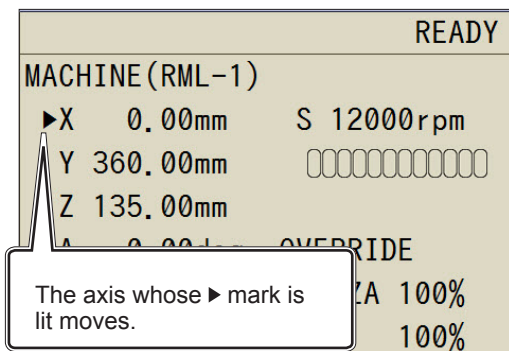 READY
MACHINE(RML-1)
▶X 0.00mm S 12000rpm
Y 360.00mm
Z 135.00mm
OVERRIDE
The axis whose ▶ mark is
lit moves.
ZA 100%
100%